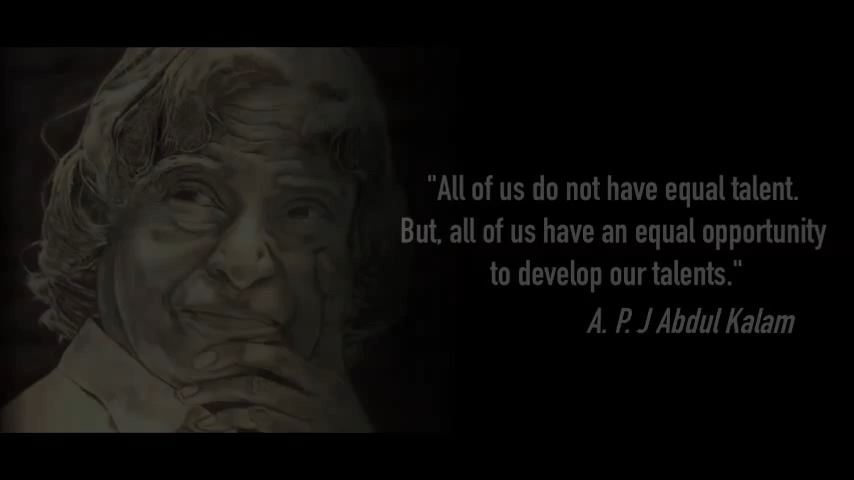 "All of us do not have equal talent.
But, all of us have an equal opportunity
to develop our talents."
A. P. J Abdul Kalam